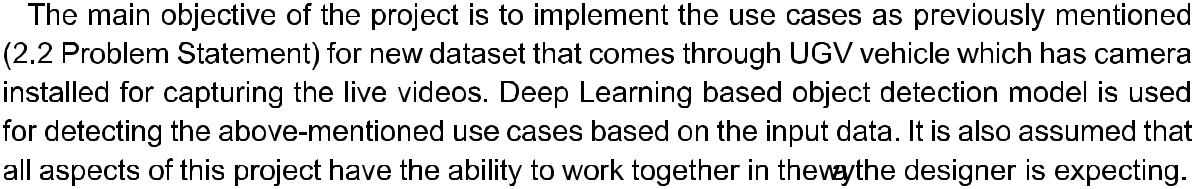 The main objective of the project is to implement the use cases as previously mentioned
(2.2 Problem Statement) for new dataset that comes through UGV vehicle which has camera
installed for capturing the live videos. Deep Learning based object detection model is used
for detecting the above-mentioned use cases based on the input data. It is also assumed that
all aspects of this project have the ability to work together in the way the designer is expecting.